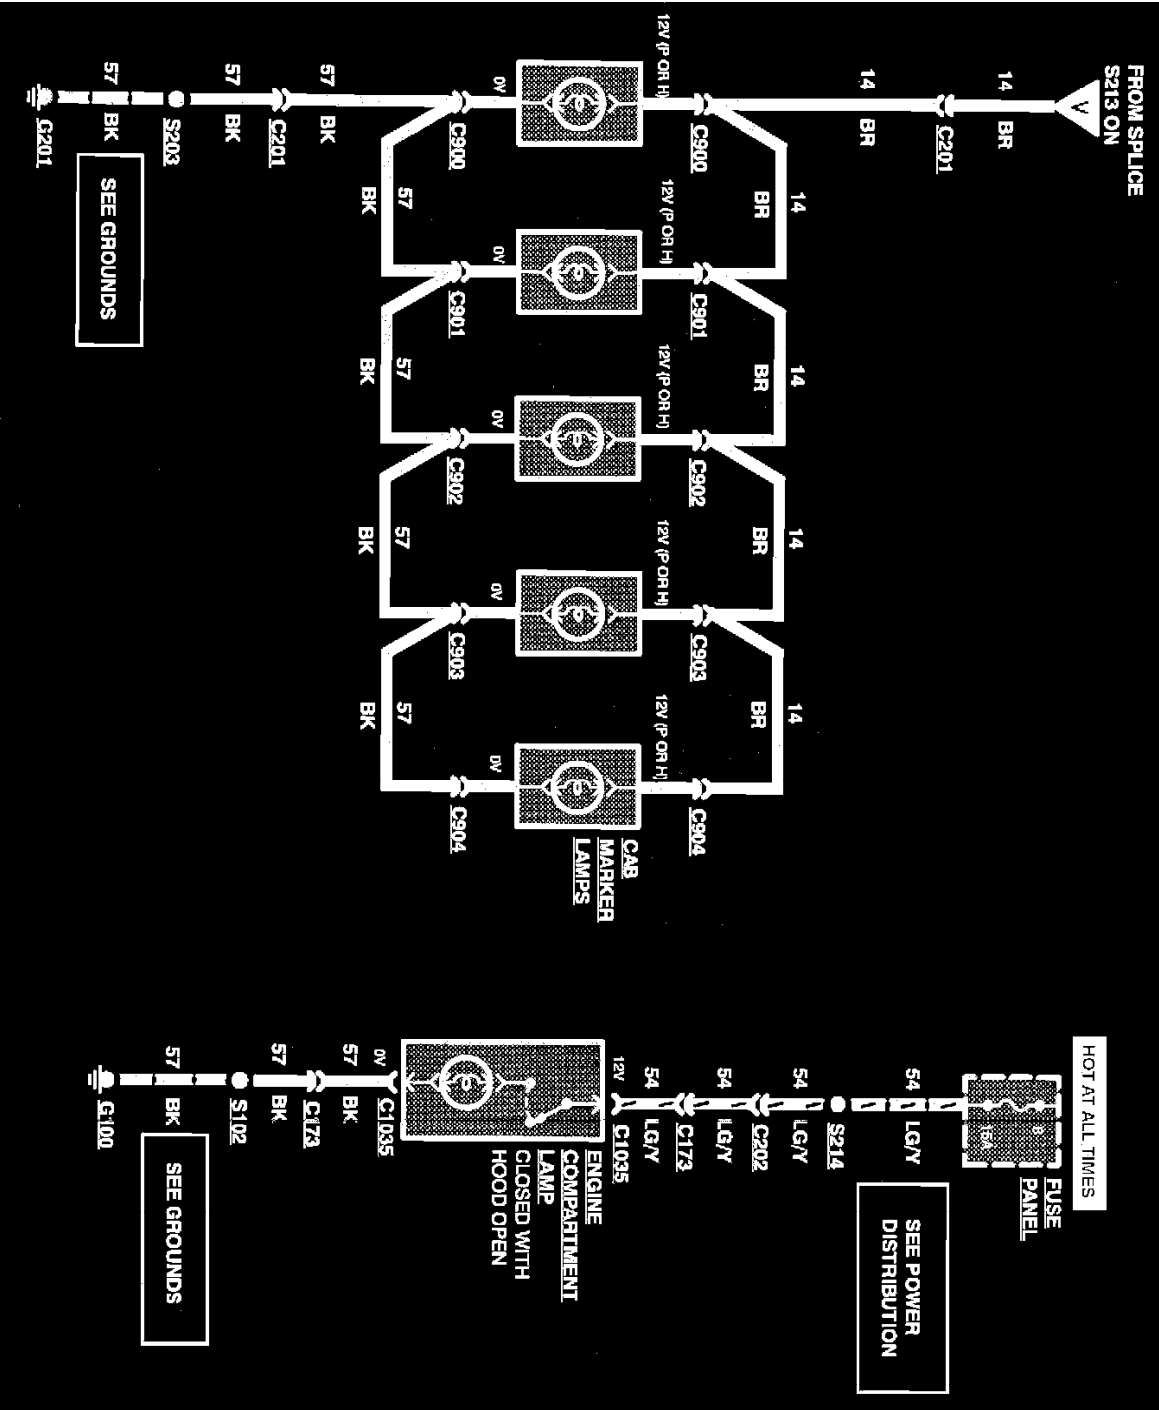 FROM SPLICE
S213 ON
V
14 BR
C201
14 BR
14 BR
14 BR
14 BR
14 BR
C900
C901
C902
C903
C904
12V (P OR H)
12V (P OR H)
12V (P OR H)
12V (P OR H)
12V (P OR H)
CAB
MARKER
LAMPS
0V
0V
0V
0V
0V
C900
C901
C902
C903
C904
57 BK
57 BK
57 BK
57 BK
57 BK
C201
57 BK
S203
57 BK
SEE GROUNDS
G201
HOT AT ALL TIMES
FUSE
PANEL
8
15A
54 LG/Y
SEE POWER
DISTRIBUTION
S214
54 LG/Y
C202
54 LG/Y
C173
54 LG/Y
12V
C1035
ENGINE
COMPARTMENT
LAMP
CLOSED WITH
HOOD OPEN
0V
C1035
57 BK
C173
57 BK
S102
57 BK
SEE GROUNDS
G100